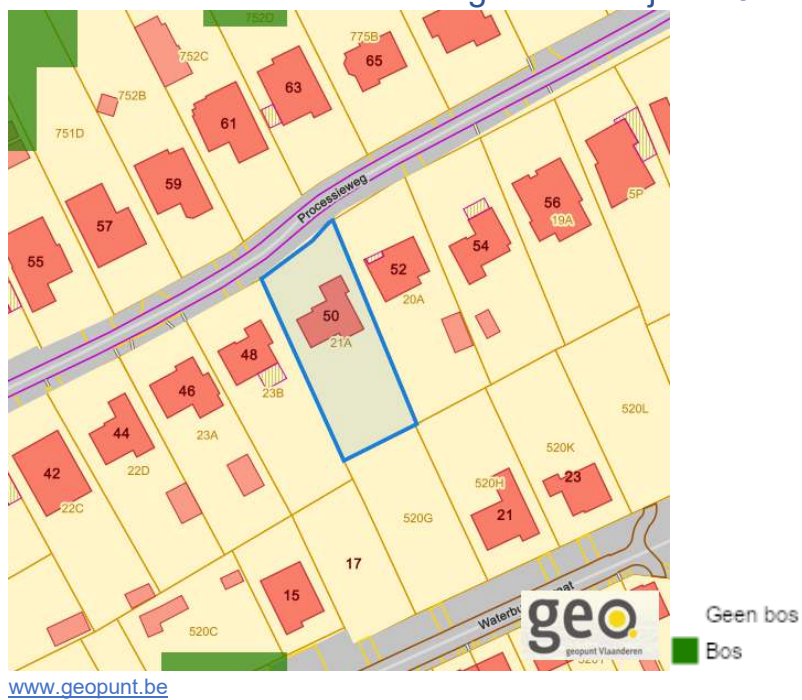 752D
752C
775B
65
63
752B
61
751D
59
Processieweg
57
56
19A
5P
55
54
52
20A
50
21A
48
46
23B
44
23A
520L
22D
42
520K
22C
520H
23
21
520G
17
15
520C
geo
geopunt Vlaanderen
Geen bos
Bos
www.geopunt.be